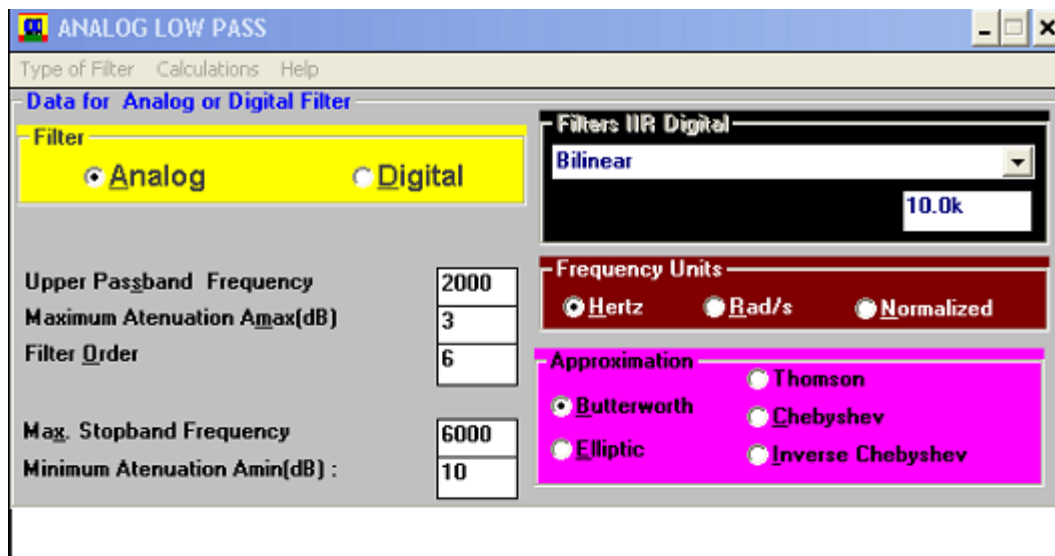 ANALOG LOW PASS
Type of Filter Calculations Help
Data for Analog or Digital Filter
Filter
Analog Digital
Filters IIR Digital
Bilinear
10.0k
Upper Passband Frequency 2000
Maximum Atenuation Amax(dB) 3
Filter Order 6
Max. Stopband Frequency 6000
Minimum Atenuation Amin(dB) : 10
Frequency Units
Hertz Rad/s Normalized
Approximation
Butterworth
Elliptic
Thomson
Chebyshev
Inverse Chebyshev